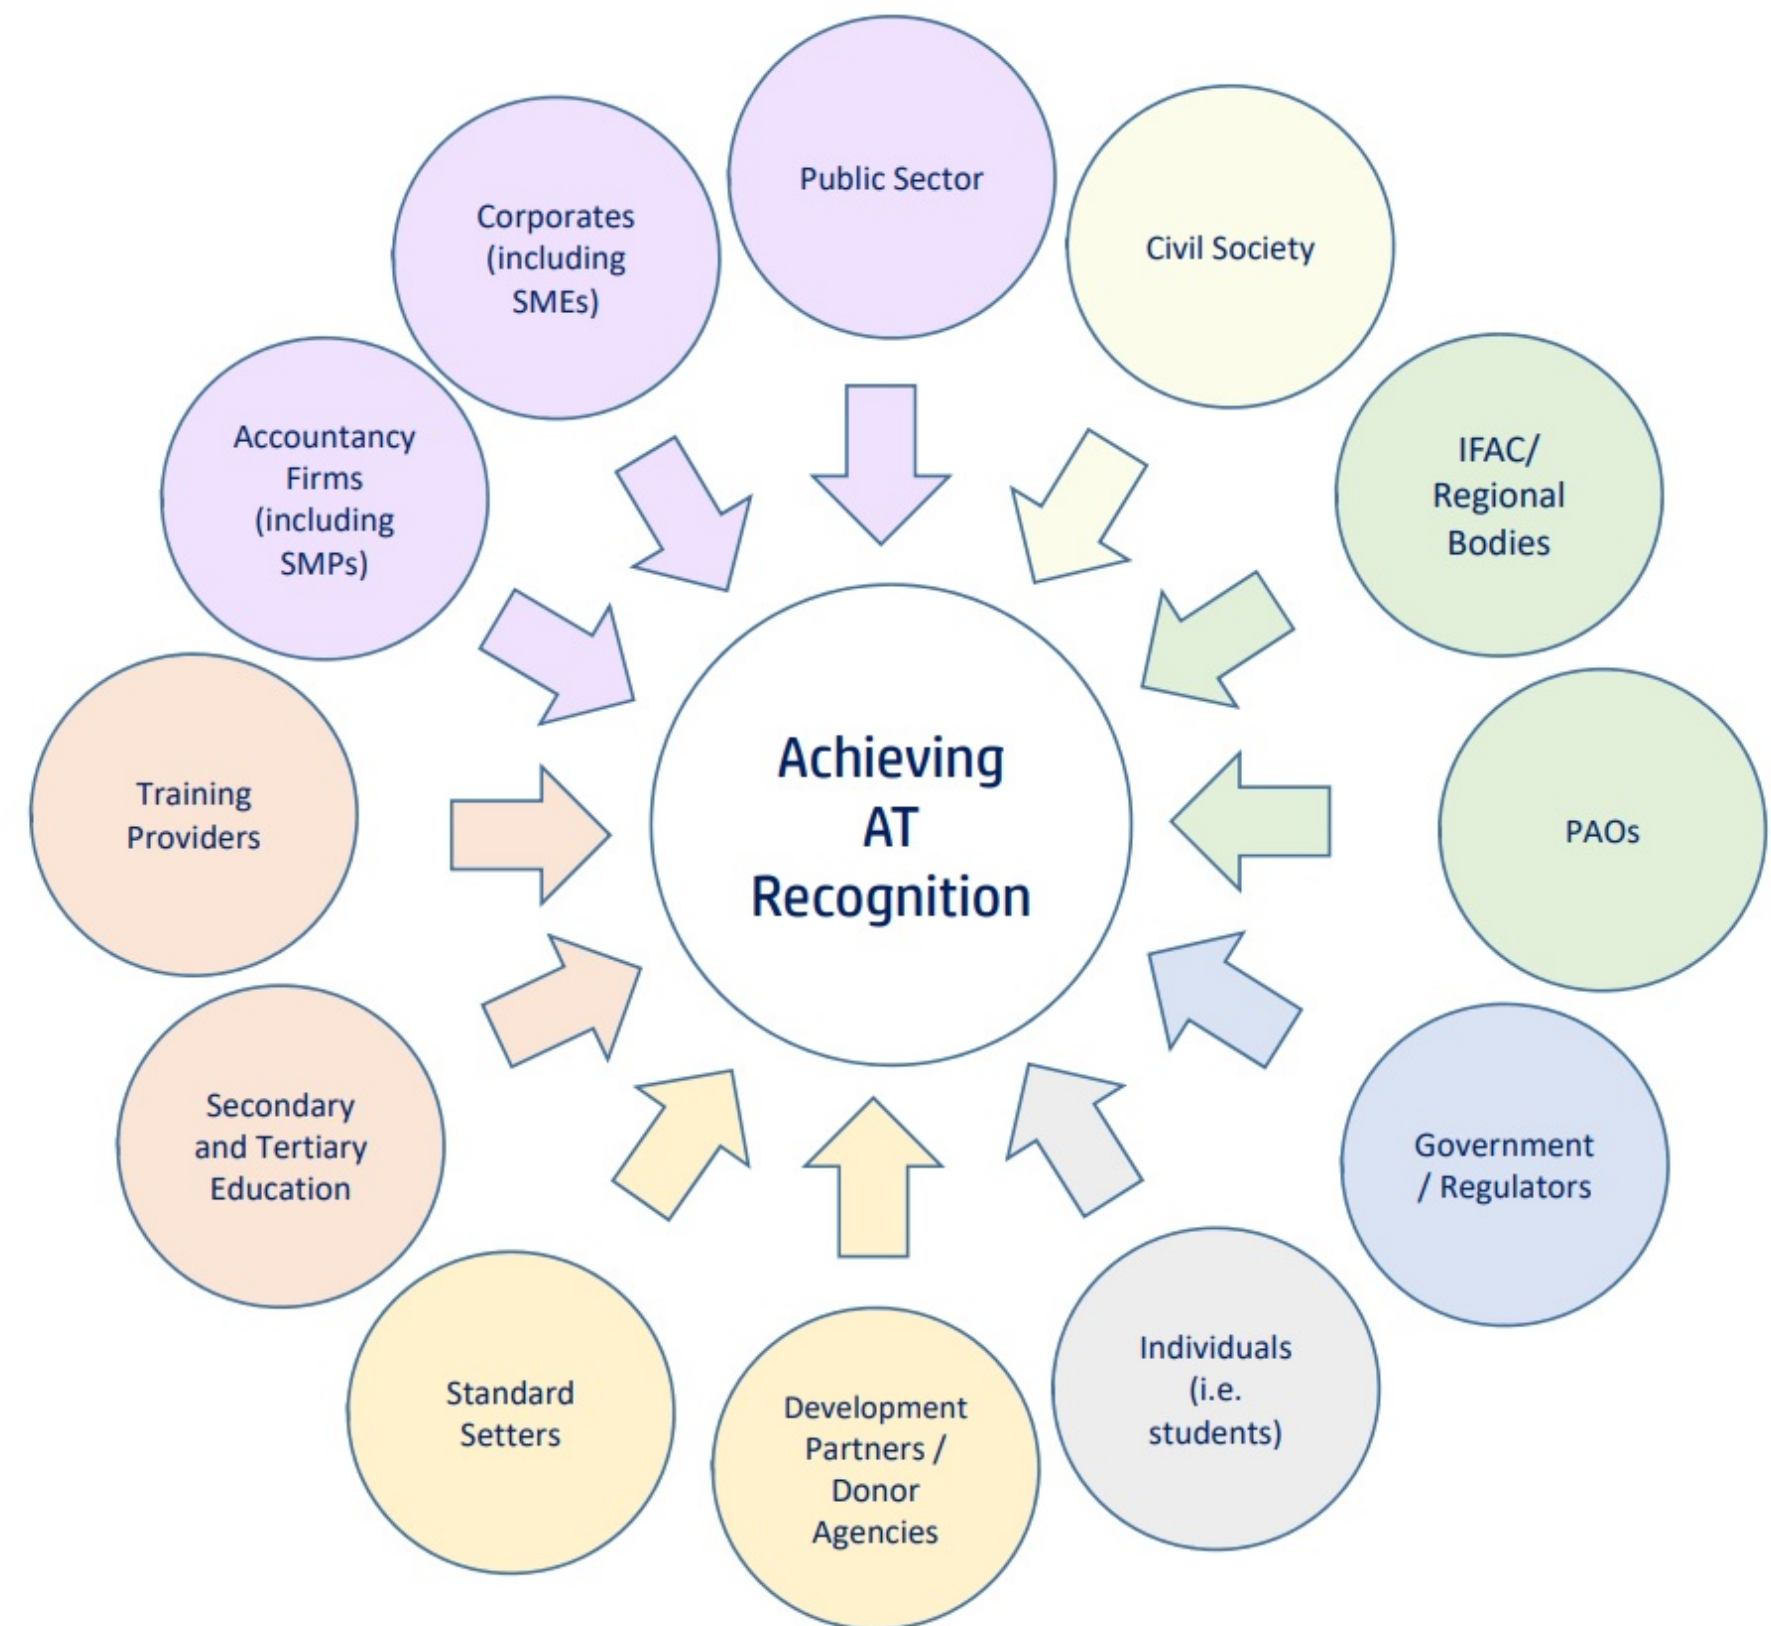 Public Sector
Civil Society
IFAC/
Regional
Bodies
PAOs
Government
/ Regulators
Individuals
(i.e.
students)
Development
Partners /
Donor
Agencies
Standard
Setters
Secondary
and Tertiary
Education
Training
Providers
Accountancy
Firms
(including
SMPs)
Corporates
(including
SMEs)
Achieving
AT
Recognition